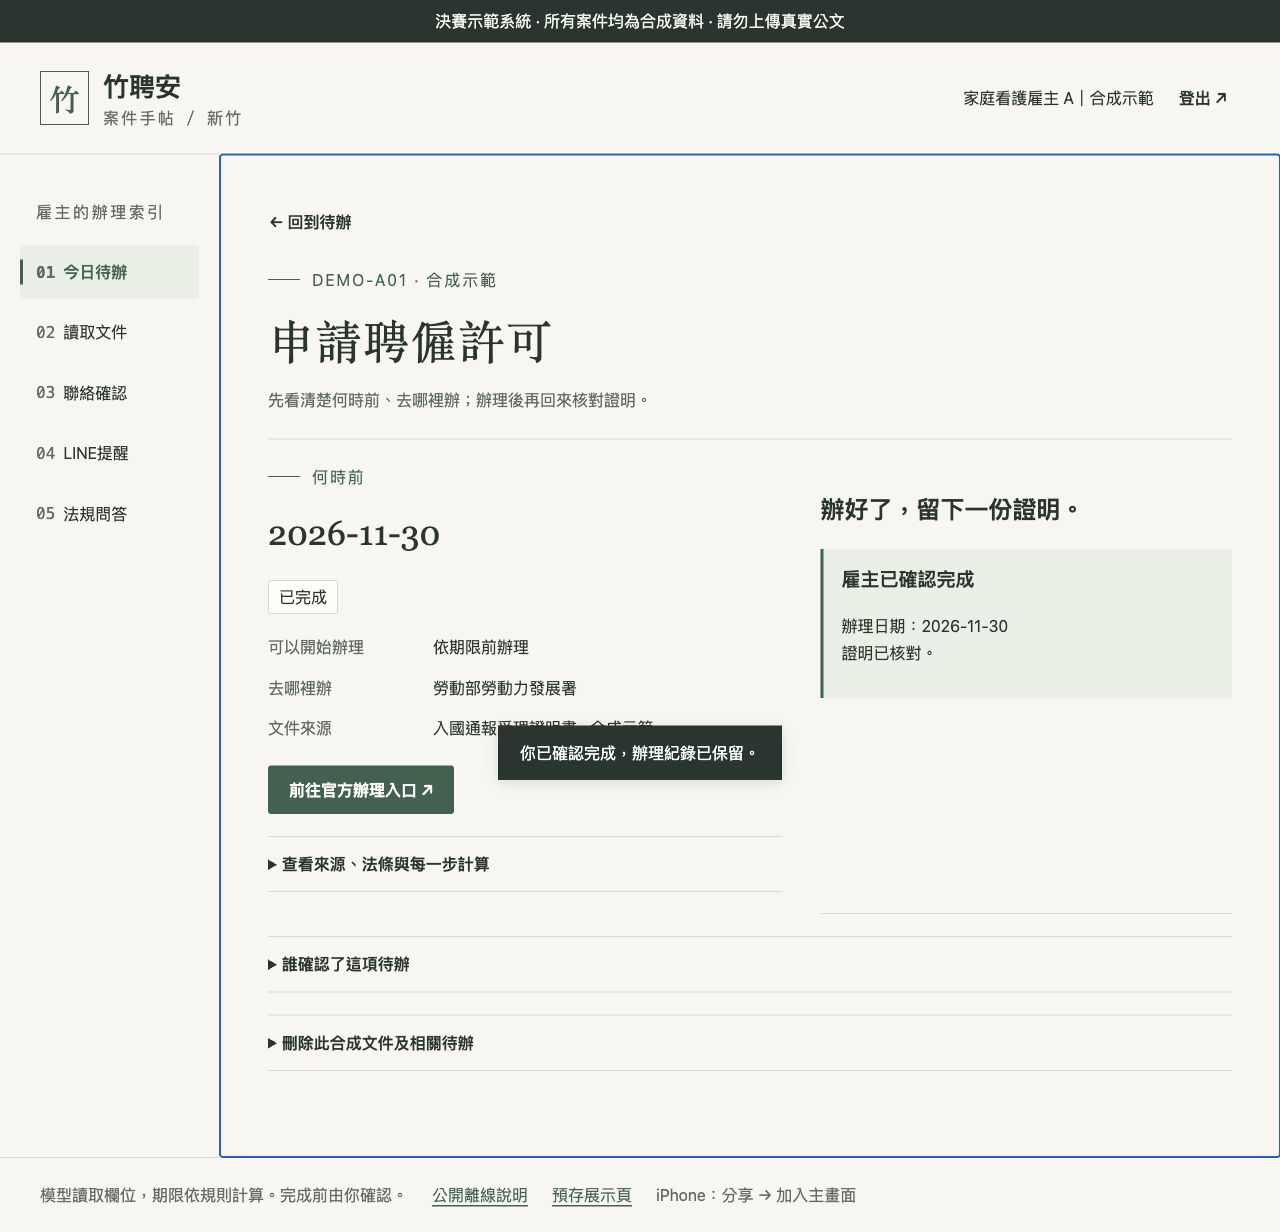 決賽示範系統 · 所有案件均為合成資料 · 請勿上傳真實公文
竹
竹聘安
案件手帖 / 新竹
家庭看護雇主 A | 合成示範
登出 ↗
雇主的辦理索引
01 今日待辦
02 讀取文件
03 聯絡確認
04 LINE提醒
05 法規問答
← 回到待辦
DEMO-A01 · 合成示範
申請聘僱許可
先看清楚何時前、去哪裡辦；辦理後再回來核對證明。
何時前
2026-11-30
已完成
可以開始辦理 依期限前辦理
去哪裡辦 勞動部勞動力發展署
文件來源 入國通報
你已確認完成，辦理紀錄已保留。
前往官方辦理入口 ↗
▶ 查看來源、法條與每一步計算
辦好了，留下一份證明。
雇主已確認完成
辦理日期：2026-11-30
證明已核對。
▶ 誰確認了這項待辦
▶ 刪除此合成文件及相關待辦
模型讀取欄位，期限依規則計算。完成前由你確認。 公開離線說明 預存展示頁 iPhone：分享 → 加入主畫面